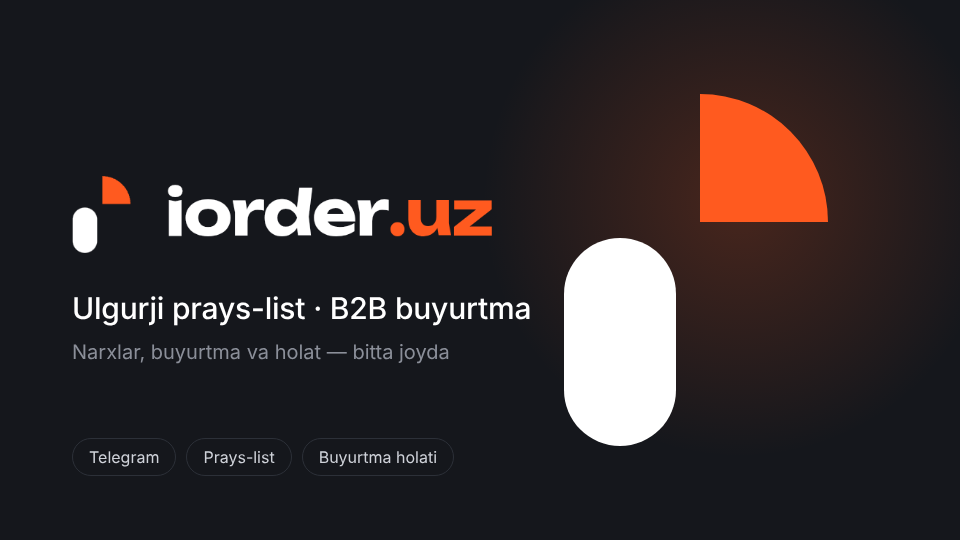 iorder.uz
Ulgurji prays-list · B2B buyurtma
Narxlar, buyurtma va holat — bitta joyda
Telegram
Prays-list
Buyurtma holati